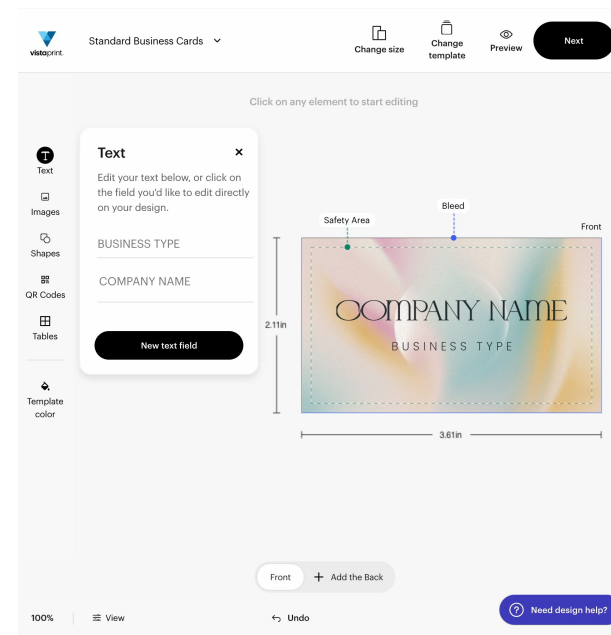 vistaprint.
Standard Business Cards
Change size
Change
template
Preview
Next
Click on any element to start editing
Text
Images
Shapes
QR Codes
Tables
Template
color
Text
Edit your text below, or click on
the field you'd like to edit directly
on your design.
BUSINESS TYPE
COMPANY NAME
New text field
Safety Area
Bleed
Front
2.11in
COMPANY NAME
BUSINESS TYPE
3.61in
Front
Add the Back
100%
View
Undo
Need design help?